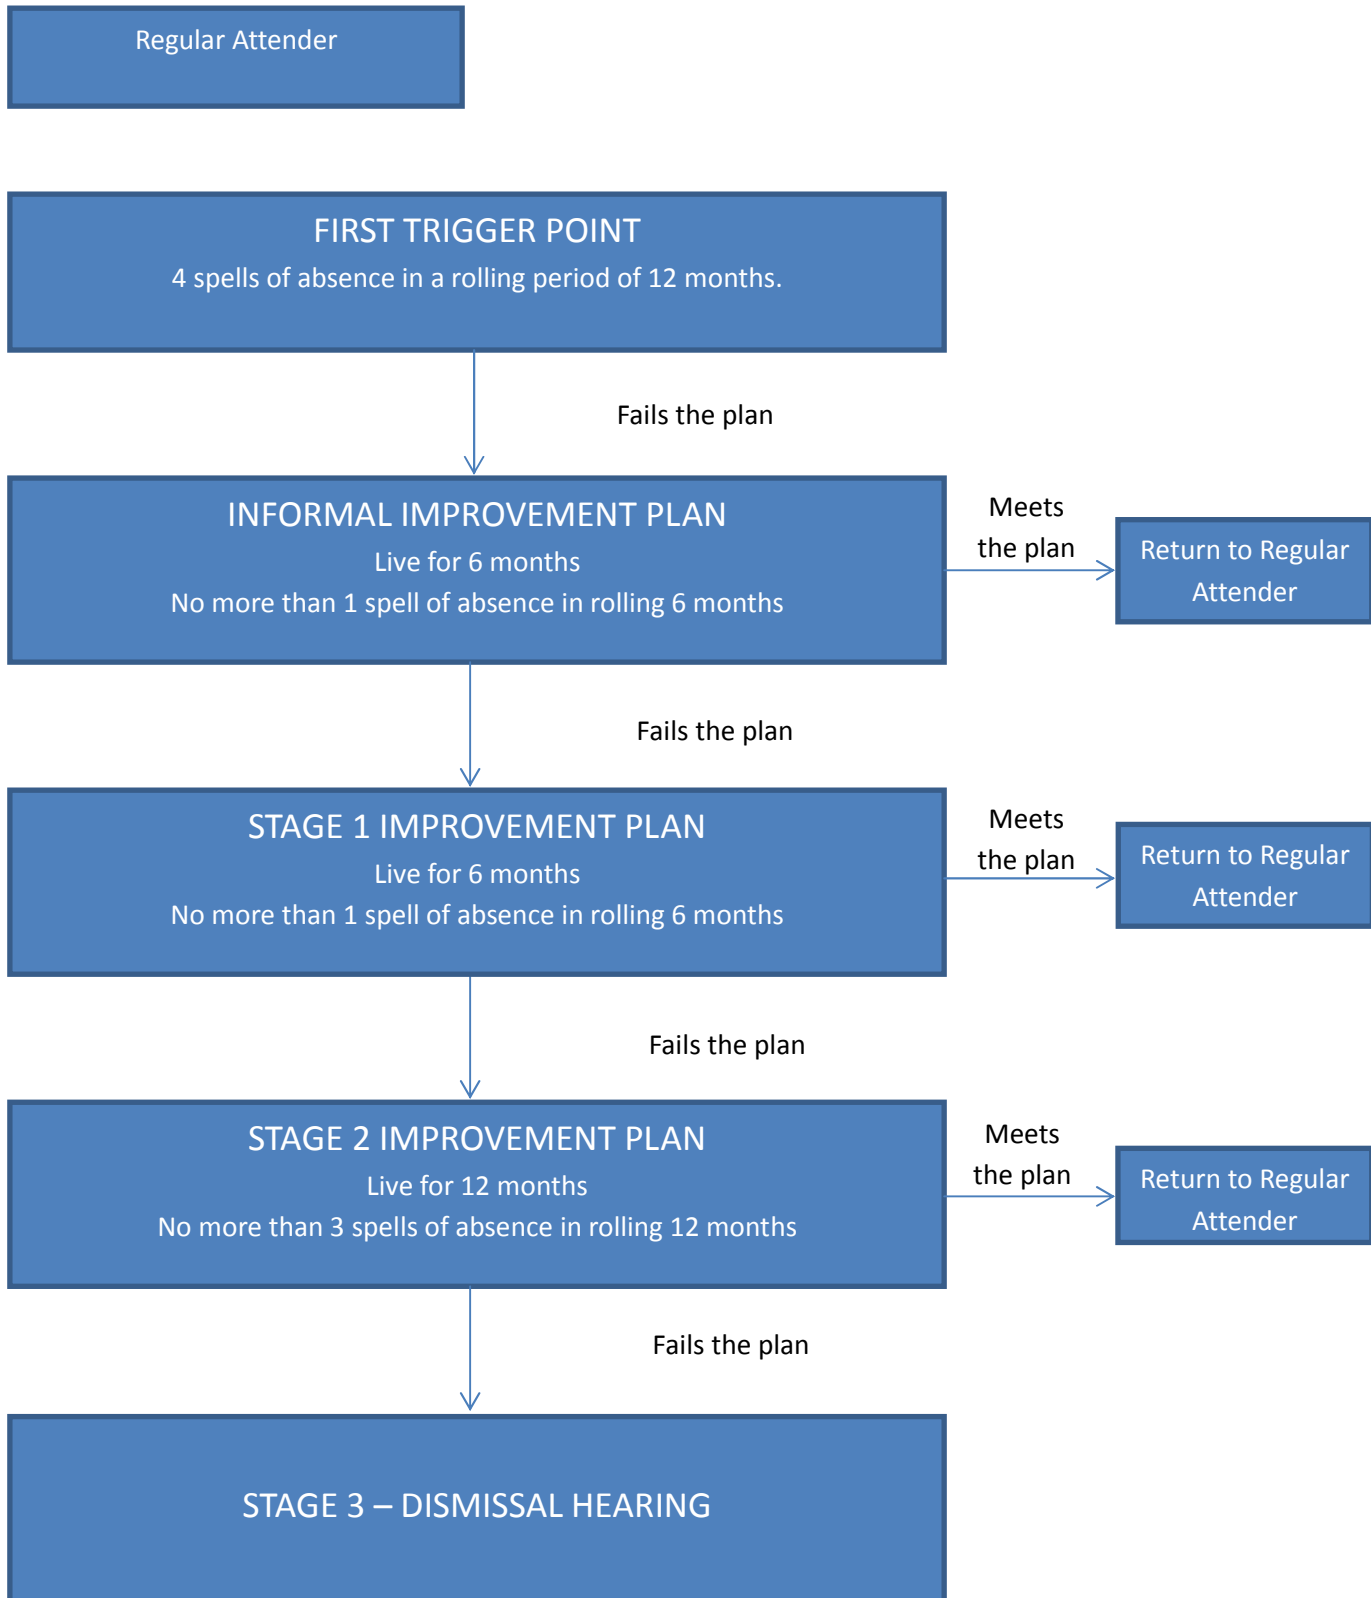 Regular Attender
FIRST TRIGGER POINT
4 spells of absence in a rolling period of 12 months.
Fails the plan
INFORMAL IMPROVEMENT PLAN
Live for 6 months
No more than 1 spell of absence in rolling 6 months
Meets
the plan
Return to Regular
Attender
Fails the plan
STAGE 1 IMPROVEMENT PLAN
Live for 6 months
No more than 1 spell of absence in rolling 6 months
Meets
the plan
Return to Regular
Attender
Fails the plan
STAGE 2 IMPROVEMENT PLAN
Live for 12 months
No more than 3 spells of absence in rolling 12 months
Meets
the plan
Return to Regular
Attender
Fails the plan
STAGE 3 – DISMISSAL HEARING